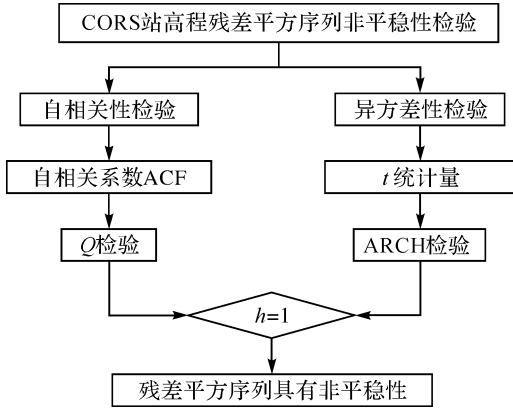 CORS站高程残差平方序列非平稳性检验
自相关性检验
异方差性检验
自相关系数ACF
t统计量
Q检验
ARCH检验
h=1
残差平方序列具有非平稳性